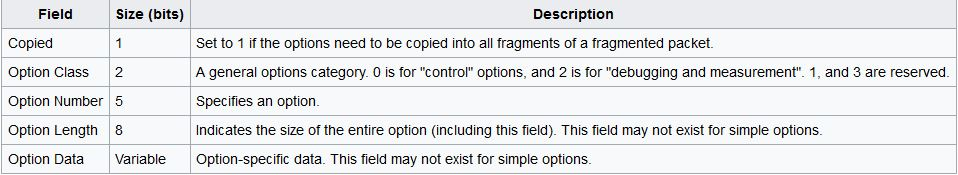 Field Size (bits) Description
Copied 1 Set to 1 if the options need to be copied into all fragments of a fragmented packet.
Option Class 2 A general options category. 0 is for "control" options, and 2 is for "debugging and measurement". 1, and 3 are reserved.
Option Number 5 Specifies an option.
Option Length 8 Indicates the size of the entire option (including this field). This field may not exist for simple options.
Option Data Variable Option-specific data. This field may not exist for simple options.